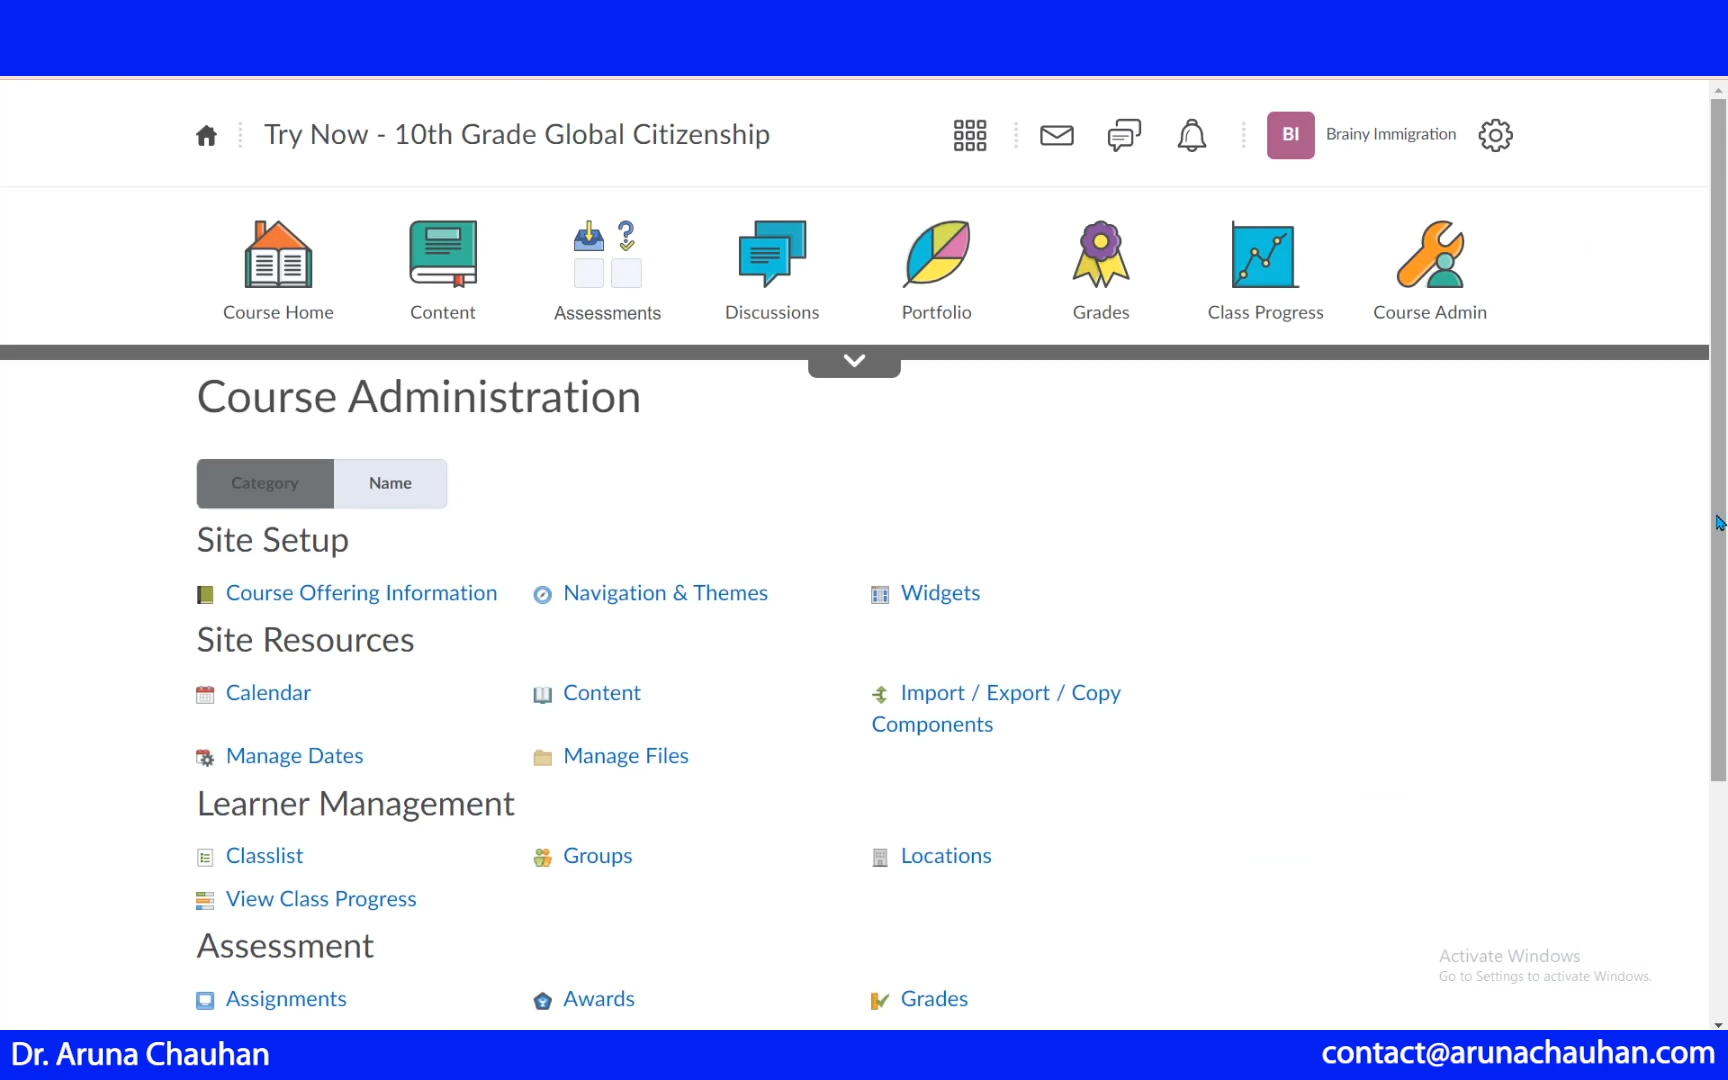 Try Now - 10th Grade Global Citizenship
BI
Brainy Immigration
Course Home
Content
Assessments
Discussions
Portfolio
Grades
Class Progress
Course Admin
Course Administration
Category
Name
Site Setup
Course Offering Information
Navigation & Themes
Widgets
Site Resources
Calendar
Content
Import / Export / Copy
Components
Manage Dates
Manage Files
Learner Management
Classlist
Groups
Locations
View Class Progress
Assessment
Assignments
Awards
Grades
Activate Windows
Go to Settings to activate Windows.
Dr. Aruna Chauhan
contact@arunachauhan.com